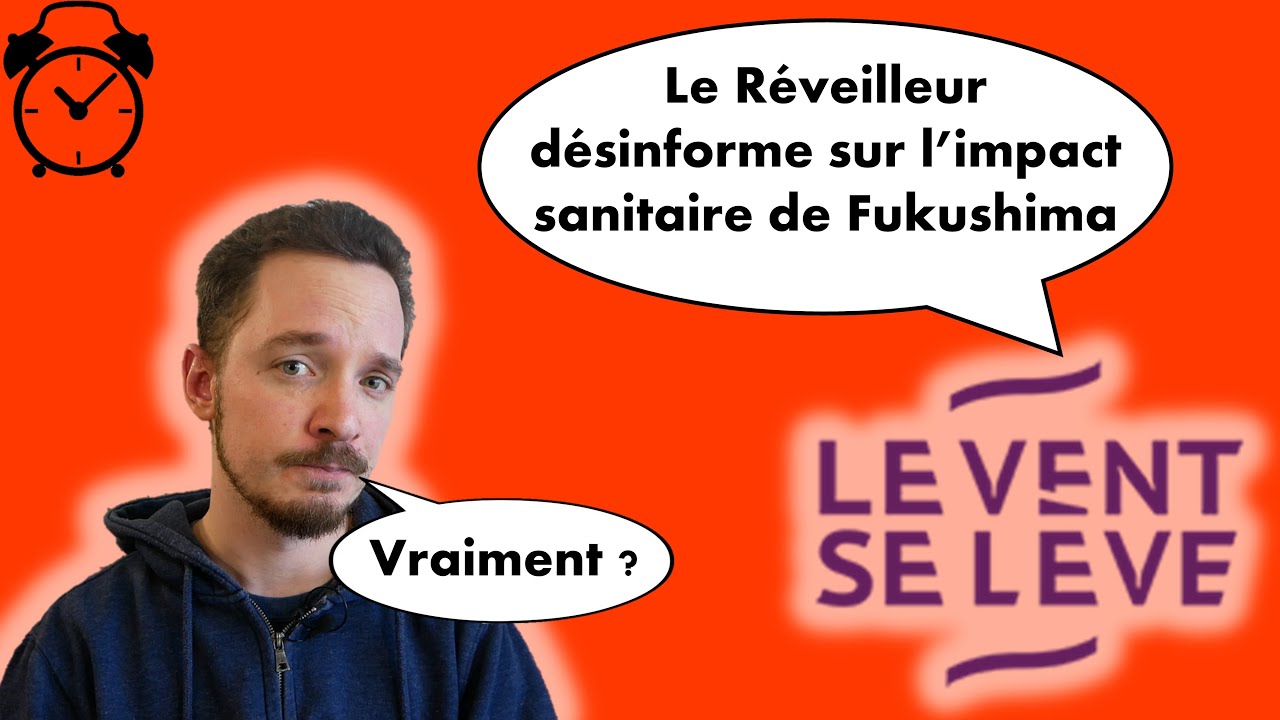 Le Réveilleur
désinforme sur l’impact
sanitaire de Fukushima
Vraiment ?
LE VENT
SE LÈVE